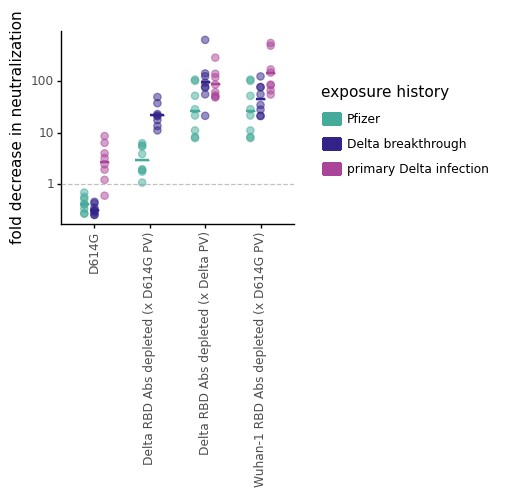 fold decrease in neutralization
100
10
1
D614G
Delta RBD Abs depleted (x D614G PV)
Delta RBD Abs depleted (x Delta PV)
Wuhan-1 RBD Abs depleted (x D614G PV)
exposure history
Pfizer
Delta breakthrough
primary Delta infection